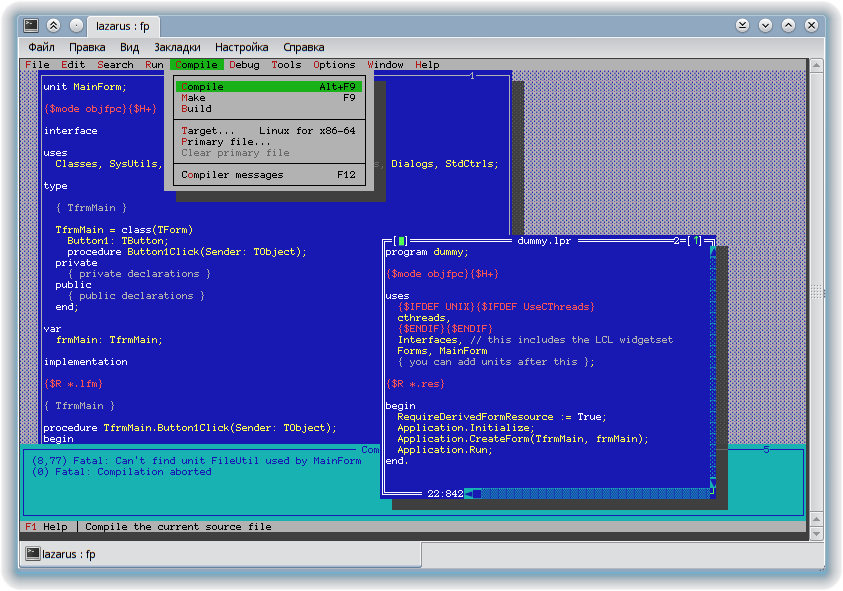 lazarus : fp
Файл Правка Вид Закладки Настройка Справка
File Edit Search Run Compile Debug Tools Options Window Help
1
Compile Alt+F9
Make F9
Build
Target... Linux for x86-64
Primary file...
Clear primary file
Compiler messages F12
unit MainForm;
{$mode objfpc}{$H+}
interface
uses
Classes, SysUtils, s, Dialogs, StdCtrls;
type
{ TfrmMain }
TfrmMain = class(TForm)
Button1: TButton;
procedure Button1Click(Sender: TObject);
private
{ private declarations }
public
{ public declarations }
end;
var
frmMain: TfrmMain;
implementation
{$R *.lfm}
{ TfrmMain }
procedure TfrmMain.Button1Click(Sender: TObject);
begin
dummy.lpr 2=[↑]
program dummy;
{$mode objfpc}{$H+}
uses
{$IFDEF UNIX}{$IFDEF UseCThreads}
cthreads,
{$ENDIF}{$ENDIF}
Interfaces, // this includes the LCL widgetset
Forms, MainForm
{ you can add units after this };
{$R *.res}
begin
RequireDerivedFormResource := True;
Application.Initialize;
Application.CreateForm(TfrmMain, frmMain);
Application.Run;
end.
22:842
Com 5
(8,77) Fatal: Can't find unit FileUtil used by MainForm
(0) Fatal: Compilation aborted
F1 Help | Compile the current source file
lazarus : fp